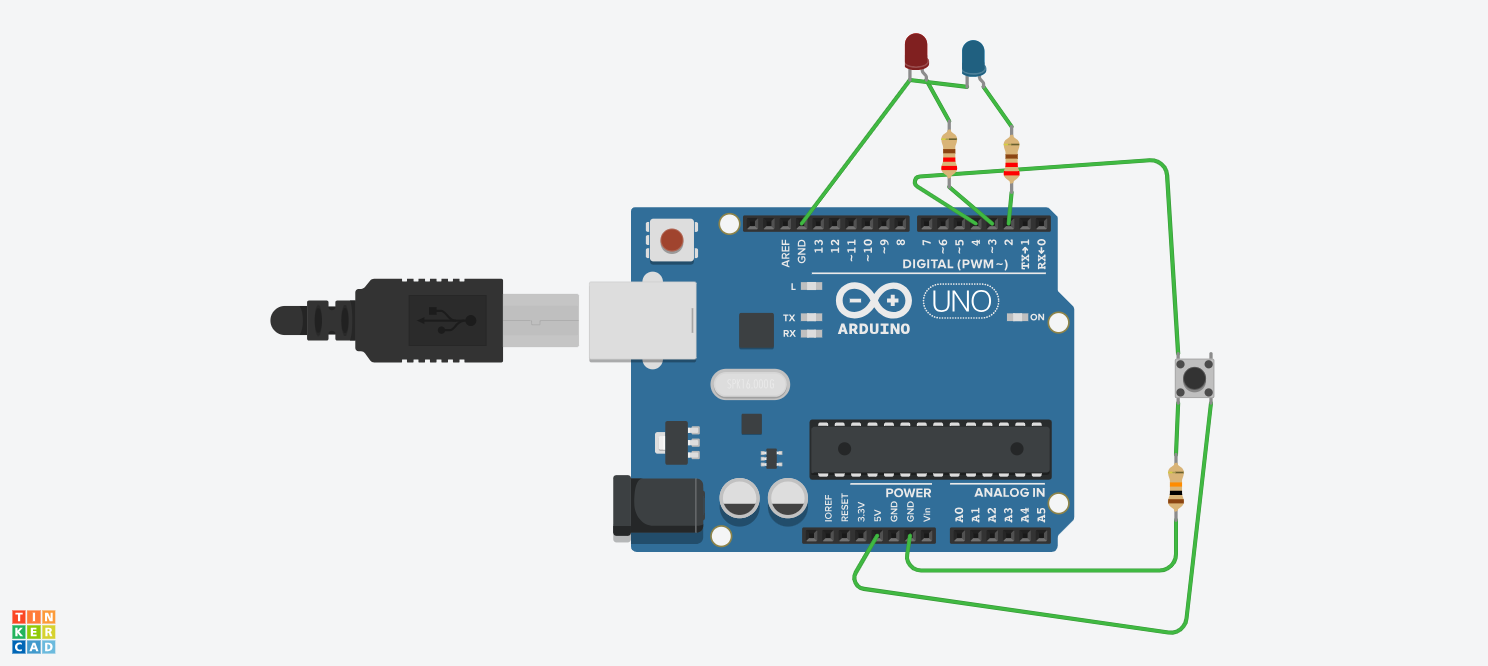 AREF
GND
13
12
~11
~10
~9
8
7
~6
~5
4
~3
2
TX→1
RX←0
DIGITAL (PWM~)
L
TX
RX
ARDUINO
UNO
ON
POWER
ANALOG IN
IOREF
RESET
3.3V
5V
GND
GND
Vin
A0
A1
A2
A3
A4
A5
TIN
KER
CAD